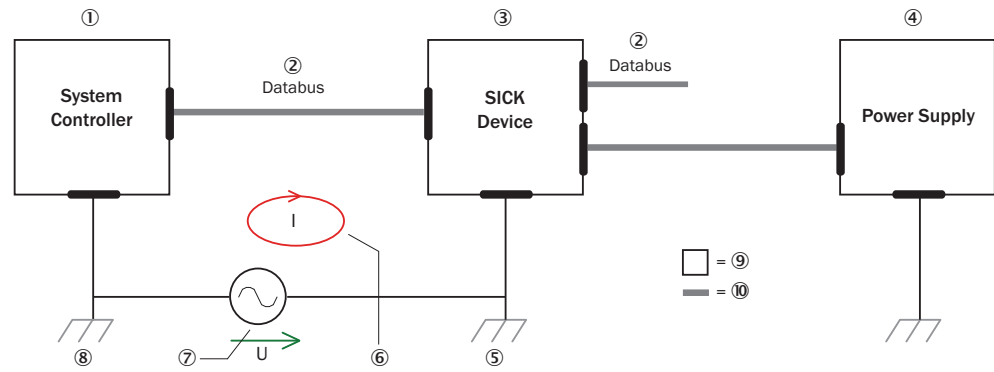 ① ③ ④
② Databus
② Databus
System
Controller
SICK
Device
Power Supply
I
= ⑨
= ⑩
U
⑧ ⑦ ⑥ ⑤